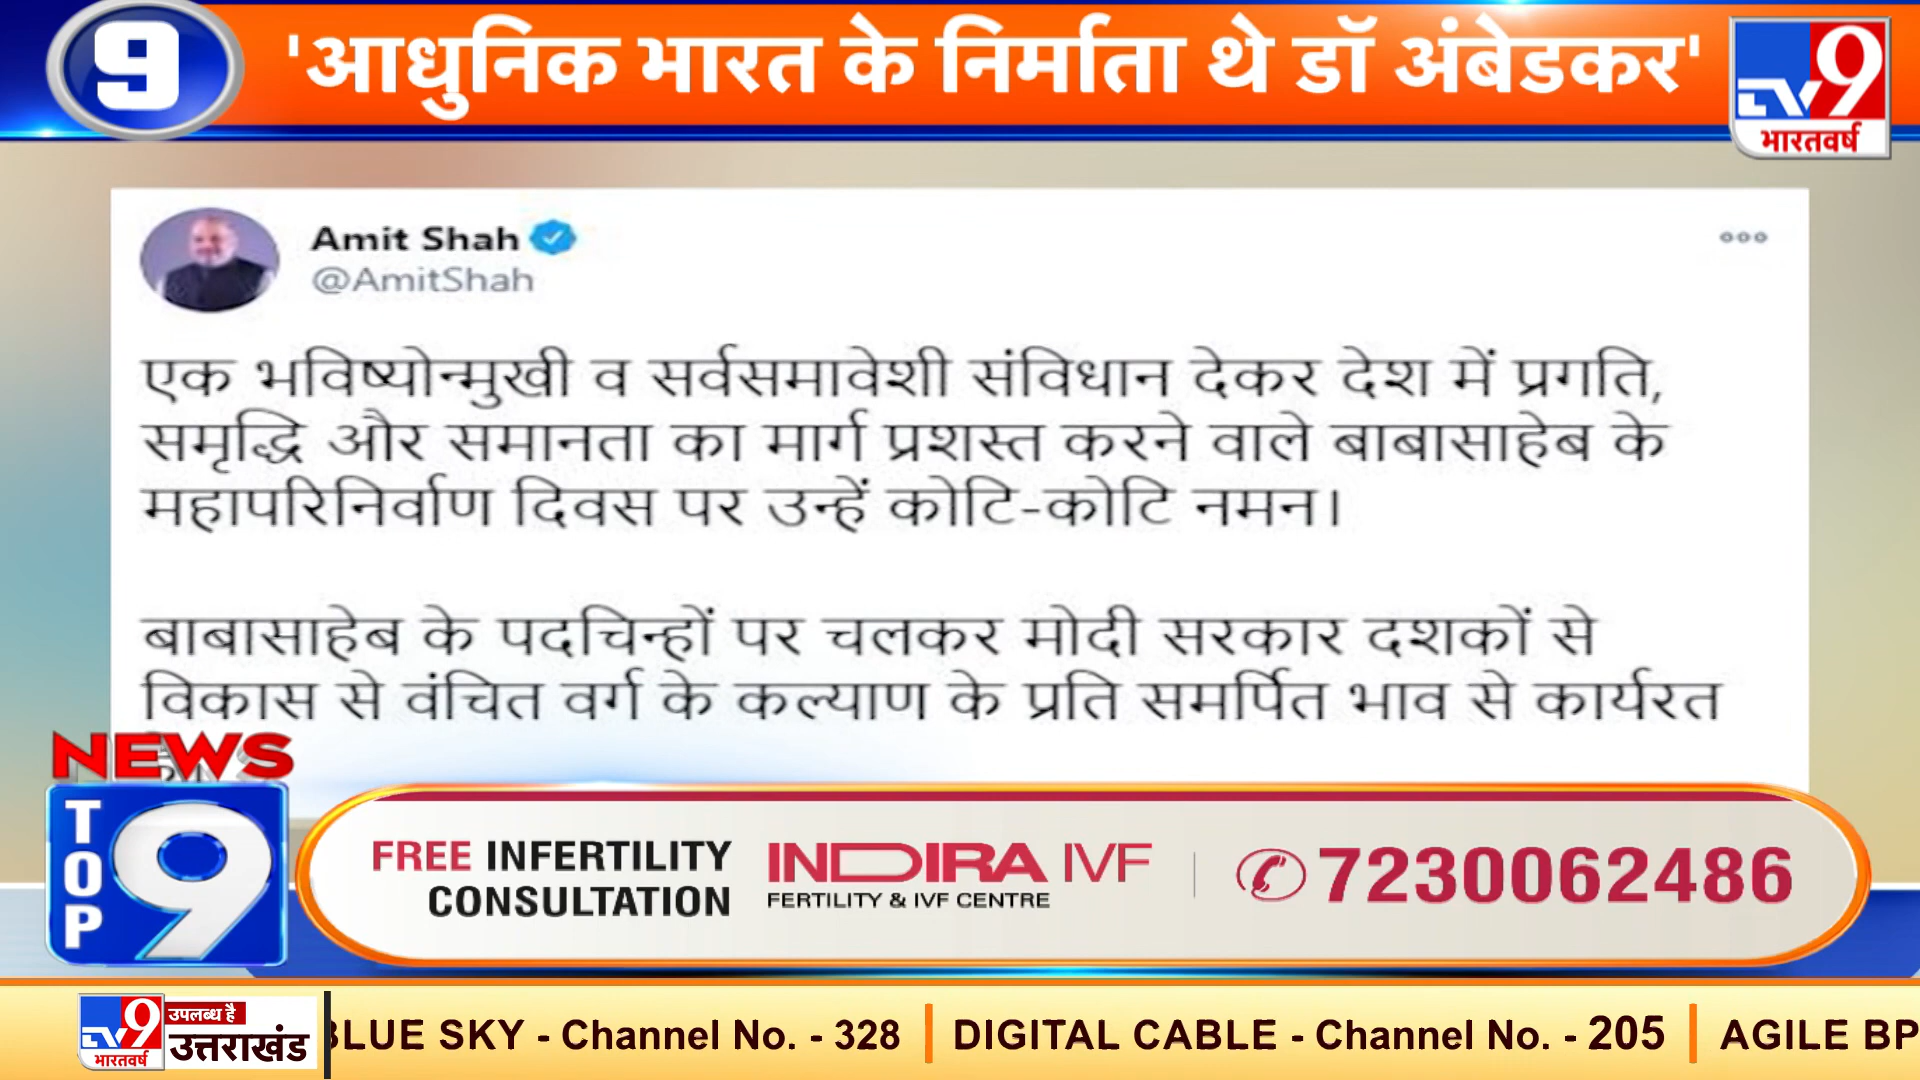 9
'आधुनिक भारत के निर्माता थे डॉ अंबेडकर'
TV9
भारतवर्ष
Amit Shah
@AmitShah
एक भविष्योन्मुखी व सर्वसमावेशी संविधान देकर देश में प्रगति,
समृद्धि और समानता का मार्ग प्रशस्त करने वाले बाबासाहेब के
महापरिनिर्वाण दिवस पर उन्हें कोटि-कोटि नमन।
बाबासाहेब के पदचिन्हों पर चलकर मोदी सरकार दशकों से
विकास से वंचित वर्ग के कल्याण के प्रति समर्पित भाव से कार्यरत
NEWS
TOP 9
FREE INFERTILITY
CONSULTATION
INDIRA IVF
FERTILITY & IVF CENTRE
7230062486
TV9
भारतवर्ष
उपलब्ध है
उत्तराखंड
BLUE SKY - Channel No. - 328
DIGITAL CABLE - Channel No. - 205
AGILE BP